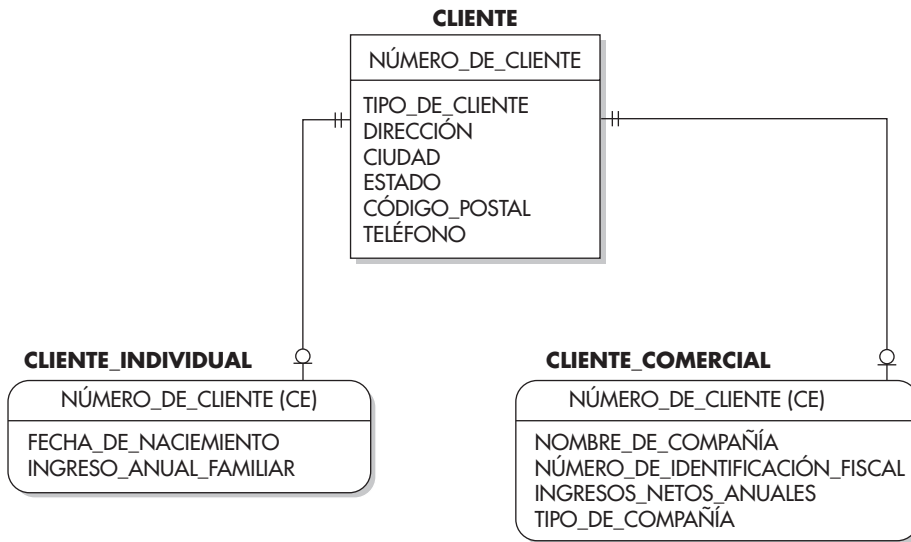 CLIENTE
NÚMERO_DE_CLIENTE
TIPO_DE_CLIENTE
DIRECCIÓN
CIUDAD
ESTADO
CÓDIGO_POSTAL
TELÉFONO
CLIENTE_INDIVIDUAL
NÚMERO_DE_CLIENTE (CE)
FECHA_DE_NACIEMIENTO
INGRESO_ANUAL_FAMILIAR
CLIENTE_COMERCIAL
NÚMERO_DE_CLIENTE (CE)
NOMBRE_DE_COMPAÑÍA
NÚMERO_DE_IDENTIFICACIÓN_FISCAL
INGRESOS_NETOS_ANUALES
TIPO_DE_COMPAÑÍA